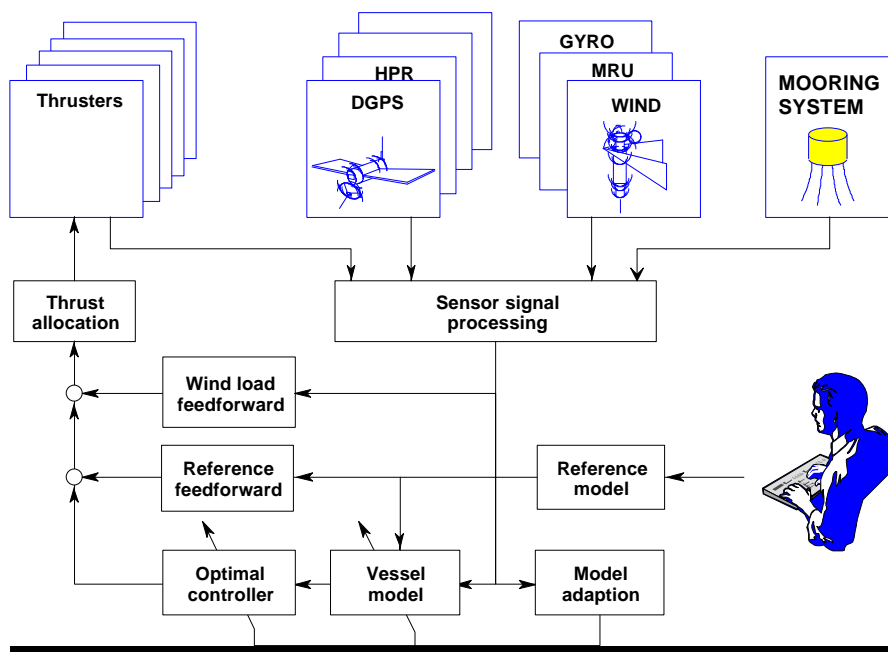 Thrusters
HPR
DGPS
GYRO
MRU
WIND
MOORING
SYSTEM
Thrust
allocation
Sensor signal
processing
Wind load
feedforward
Reference
feedforward
Reference
model
Optimal
controller
Vessel
model
Model
adaption